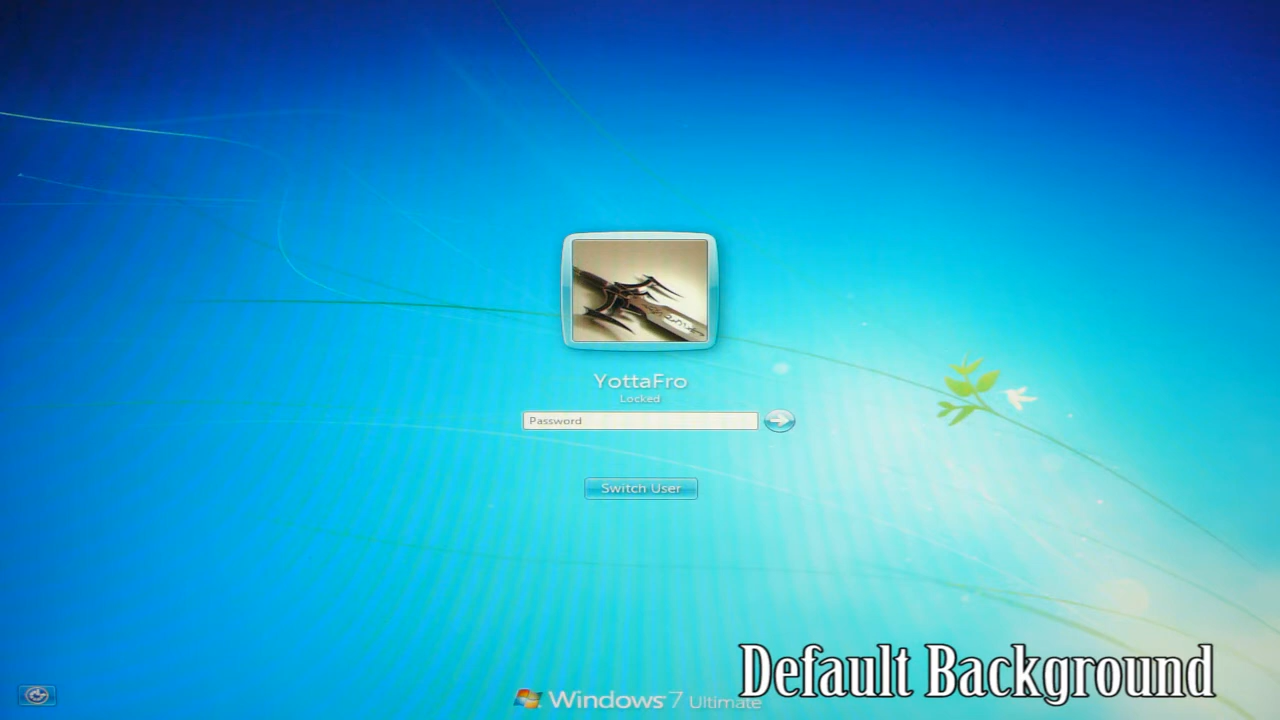 YottaFro
Locked
Password
Switch User
Windows 7 Ultimate
Default Background